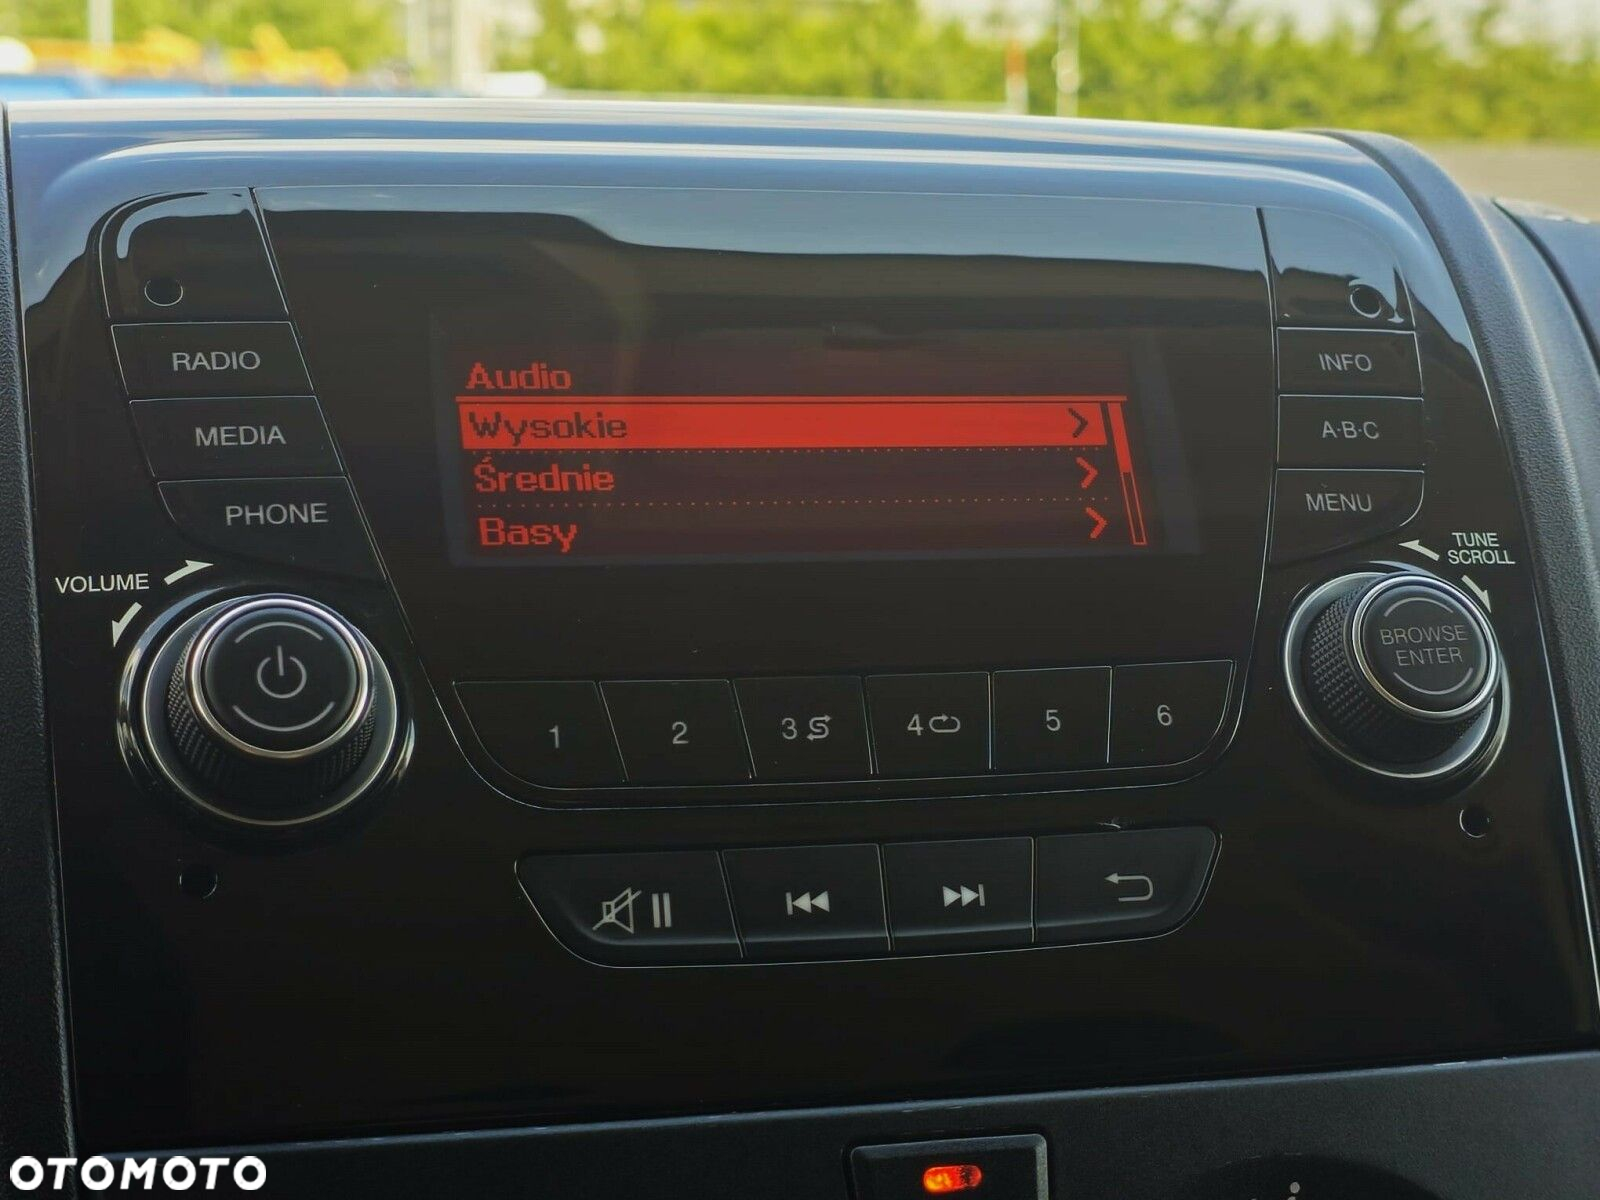 RADIO
MEDIA
PHONE
VOLUME
Audio
Wysokie
Średnie
Basy
INFO
A·B·C
MENU
TUNE
SCROLL
BROWSE
ENTER
1
2
3
4
5
6
OTOMOTO